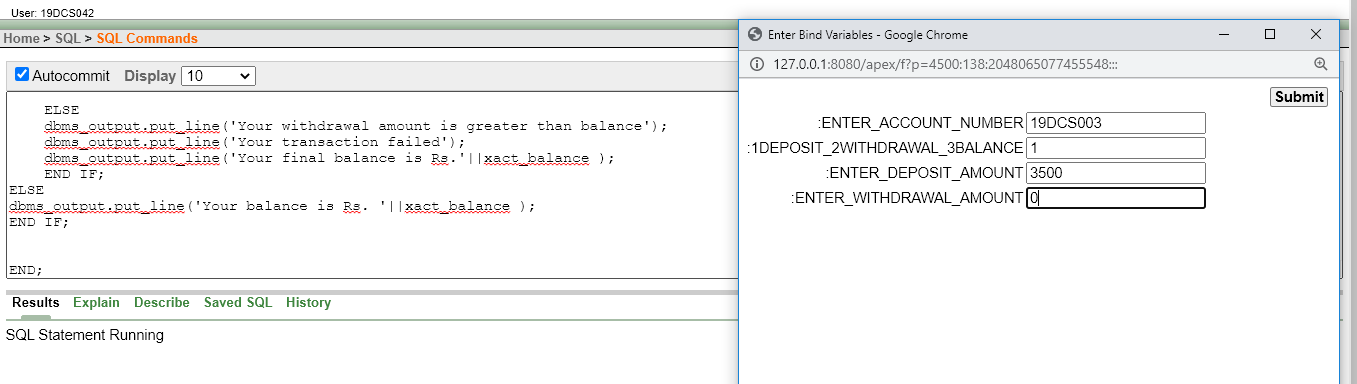 User: 19DCS042
Home > SQL > SQL Commands
Autocommit Display 10
ELSE
dbms_output.put_line('Your withdrawal amount is greater than balance');
dbms_output.put_line('Your transaction failed');
dbms_output.put_line('Your final balance is Rs.'||xact_balance );
END IF;
ELSE
dbms_output.put_line('Your balance is Rs. '||xact_balance );
END IF;
END;
Results Explain Describe Saved SQL History
SQL Statement Running
Enter Bind Variables - Google Chrome
127.0.0.1:8080/apex/f?p=4500:138:2048065077455548:::
Submit
:ENTER_ACCOUNT_NUMBER 19DCS003
:1DEPOSIT_2WITHDRAWAL_3BALANCE 1
:ENTER_DEPOSIT_AMOUNT 3500
:ENTER_WITHDRAWAL_AMOUNT 0